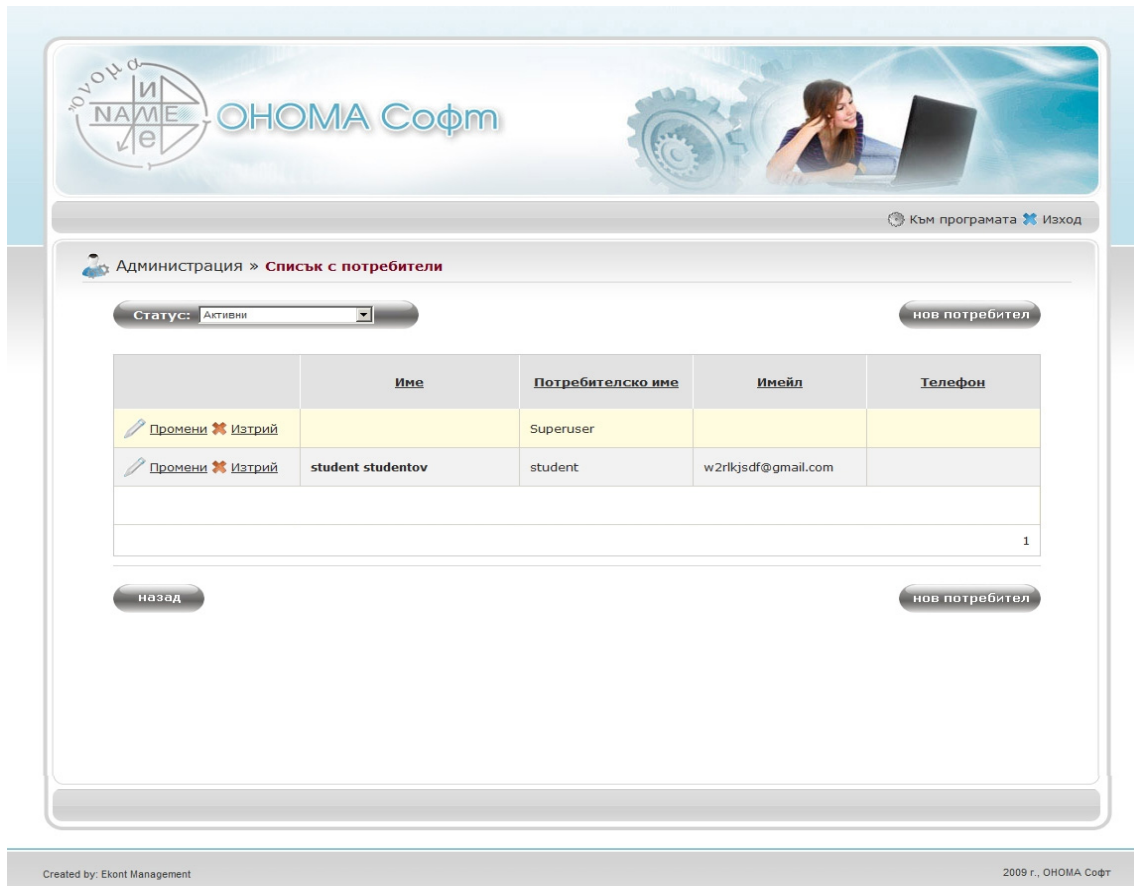 ὄνομα
И
NAME
е
ОНОМА Софт
Към програмата Изход
Администрация » Списък с потребители
Статус: Активни
нов потребител
Име Потребителско име Имейл Телефон
Промени Изтрий Superuser
Промени Изтрий student studentov student w2rlkjsdf@gmail.com
1
назад нов потребител
Created by: Ekont Management 2009 г., ОНОМА Софт